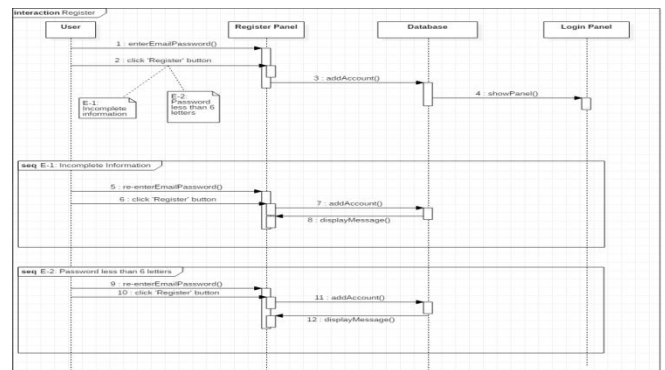 interaction Register
User
Register Panel
Database
Login Panel
1 : enterEmailPassword()
2 : click 'Register' button
3 : addAccount()
4 : showPanel()
E-1:
Incomplete
information
E-2:
Password
less than 6
letters
seq E-1: Incomplete Information
5 : re-enterEmailPassword()
6 : click 'Register' button
7 : addAccount()
8 : displayMessage()
seq E-2: Password less than 6 letters
9 : re-enterEmailPassword()
10 : click 'Register' button
11 : addAccount()
12 : displayMessage()